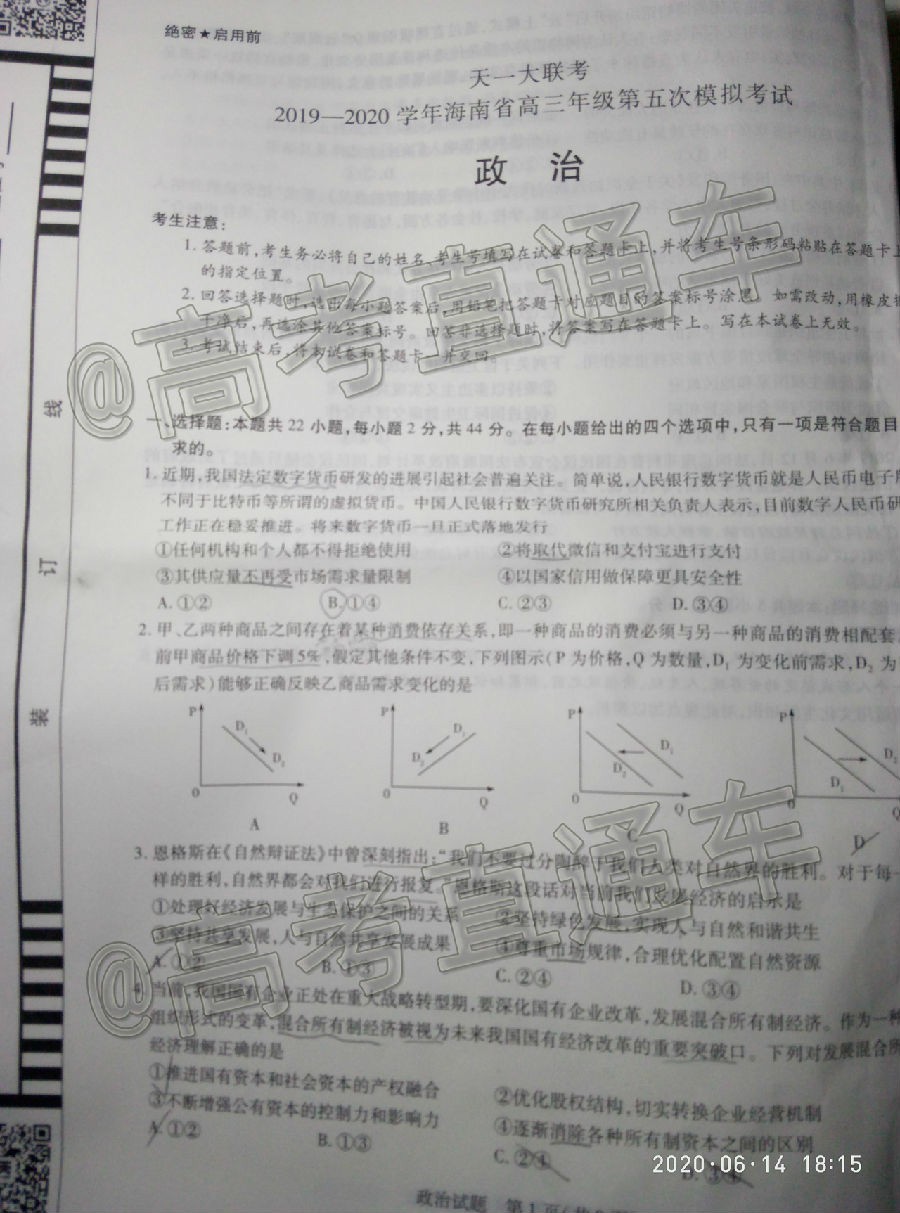 绝密★启用前
天一大联考
2019—2020学年海南省高三年级第五次模拟考试
政 治
考生注意:
1.答题前,考生务必将自己的姓名、考生号填写在试卷和答题卡上,并将考生号条形码粘贴在答题卡上
的指定位置。
2.回答选择题时,选出每小题答案后,用铅笔把答题卡对应题目的答案标号涂黑。如需改动,用橡皮擦
干净后,再选涂其他答案标号。回答非选择题时,将答案写在答题卡上。写在本试卷上无效。
3.考试结束后,将本试卷和答题卡一并交回。
一、选择题:本题共22小题,每小题2分,共44分。在每小题给出的四个选项中,只有一项是符合题目
求的。
1.近期,我国法定数字货币研发的进展引起社会普遍关注。简单说,人民银行数字货币就是人民币电子
不同于比特币等所谓的虚拟货币。中国人民银行数字货币研究所相关负责人表示,目前数字人民币研
工作正在稳妥推进。将来数字货币一旦正式落地发行
①任何机构和个人都不得拒绝使用 ②将取代微信和支付宝进行支付
③其供应量不再受市场需求量限制 ④以国家信用做保障更具安全性
A.①② B.①④ C.②③ D.③④
2.甲、乙两种商品之间存在着某种消费依存关系,即一种商品的消费必须与另一种商品的消费相配套
前甲商品价格下调5%,假定其他条件不变,下列图示(P为价格,Q为数量,D₁为变化前需求,D₂为
后需求)能够正确反映乙商品需求变化的是
P D₁ D₂ 0 Q A
P D₁ D₂ 0 Q B
P D₁ D₂ 0 Q C
P D₂ D₁ 0 Q D
3.恩格斯在《自然辩证法》中曾深刻指出:“我们不要过分陶醉于我们人类对自然界的胜利。对于每一
样的胜利,自然界都会对我们进行报复。”恩格斯这段话对当前我们发展经济的启示是
①处理好经济发展与生态保护之间的关系 ②坚持绿色发展,实现人与自然和谐共生
③坚持共享发展,人与自然共享发展成果 ④尊重市场规律,合理优化配置自然资源
A.①② B.①③ C.②④ D.③④
4.当前,我国国有企业正处在重大战略转型期,要深化国有企业改革,发展混合所有制经济。作为一种
组织形式的变革,混合所有制经济被视为未来我国国有经济改革的重要突破口。下列对发展混合所
经济理解正确的是
①推进国有资本和社会资本的产权融合 ②优化股权结构,切实转换企业经营机制
③不断增强公有资本的控制力和影响力 ④逐渐消除各种所有制资本之间的区别
A.①② B.①③ C.②④ D.③④
政治试题 第1页
线
订
装
@高考直通车
@高考直通车
2020·06·14 18:15